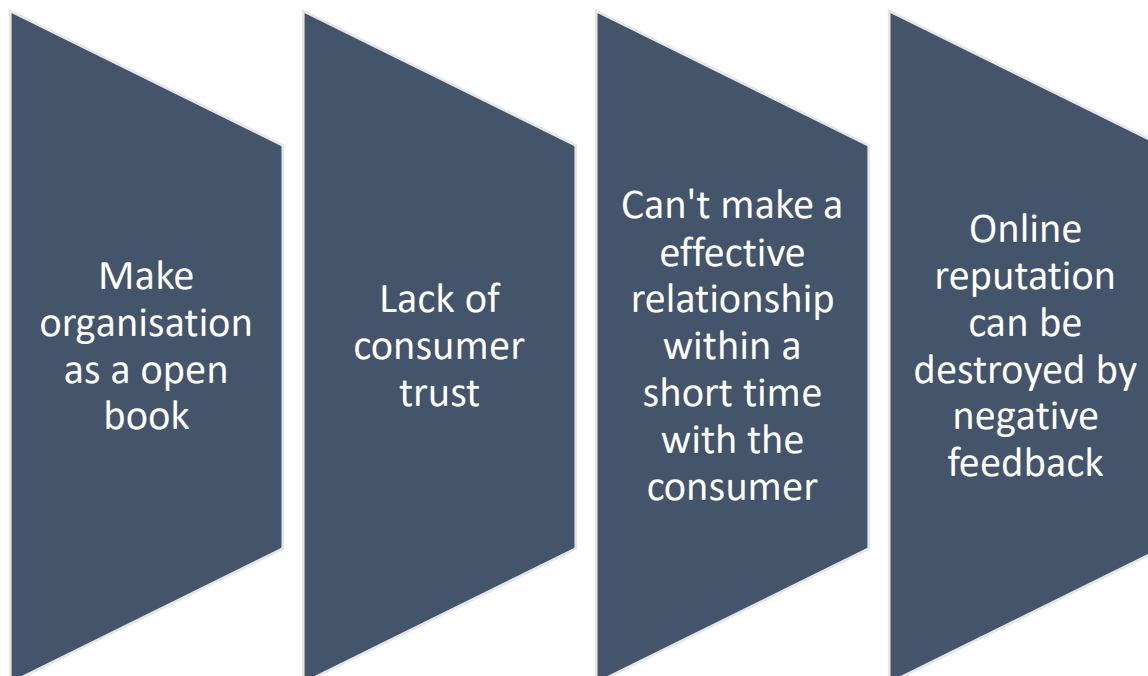 Make
organisation
as a open
book
Lack of
consumer
trust
Can't make a
effective
relationship
within a
short time
with the
consumer
Online
reputation
can be
destroyed by
negative
feedback